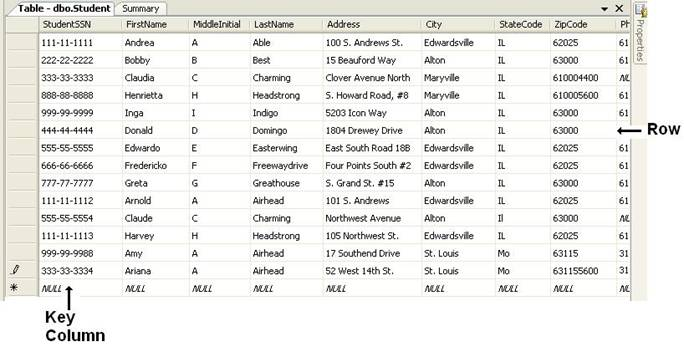 Table - dbo.Student Summary
StudentSSN FirstName MiddleInitial LastName Address City StateCode ZipCode Ph
111-11-1111 Andrea A Able 100 S. Andrews St. Edwardsville IL 62025 61
222-22-2222 Bobby B Best 15 Beauford Way Alton IL 63000 61
333-33-3333 Claudia C Charming Clover Avenue North Maryville IL 610004400 NU
888-88-8888 Henrietta H Headstrong S. Howard Road, #8 Maryville IL 610005600 61
999-99-9999 Inga I Indigo 5203 Icon Way Alton IL 63000 61
444-44-4444 Donald D Domingo 1804 Drewey Drive Alton IL 63000 61
555-55-5555 Edwardo E Easterwing East South Road 18B Edwardsville IL 62025 61
666-66-6666 Fredericko F Freewaydrive Four Points South #2 Edwardsville IL 62025 61
777-77-7777 Greta G Greathouse S. Grand St. #15 Alton IL 63000 61
111-11-1112 Arnold A Airhead 101 S. Andrews Edwardsville IL 62025 61
555-55-5554 Claude C Charming Northwest Avenue Alton Il 63000 NU
111-11-1113 Harvey H Headstrong 105 Northwest St. Edwardsville IL 62025 61
999-99-9988 Amy A Airhead 17 Southend Drive St. Louis Mo 63115 31
333-33-3334 Ariana A Airhead 52 West 14th St. St. Louis Mo 631155600 31
NULL NULL NULL NULL NULL NULL NULL NULL NU
Properties
Row
Key
Column